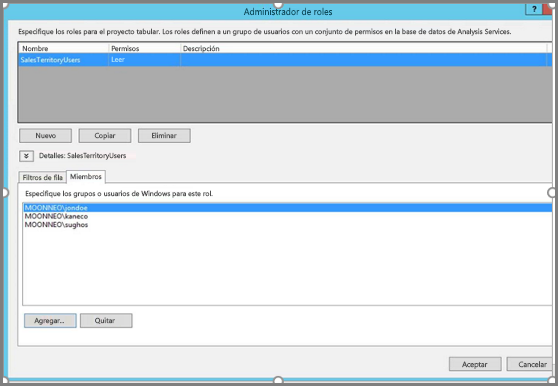 Administrador de roles
?
Especifique los roles para el proyecto tabular. Los roles definen a un grupo de usuarios con un conjunto de permisos en la base de datos de Analysis Services.
Nombre Permisos Descripción
SalesTerritoryUsers Leer
Nuevo Copiar Eliminar
Detalles: SalesTerritoryUsers
Filtros de fila Miembros
Especifique los grupos o usuarios de Windows para este rol.
MOONNEO\jondoe
MOONNEO\kaneco
MOONNEO\sughos
Agregar... Quitar
Aceptar Cancelar